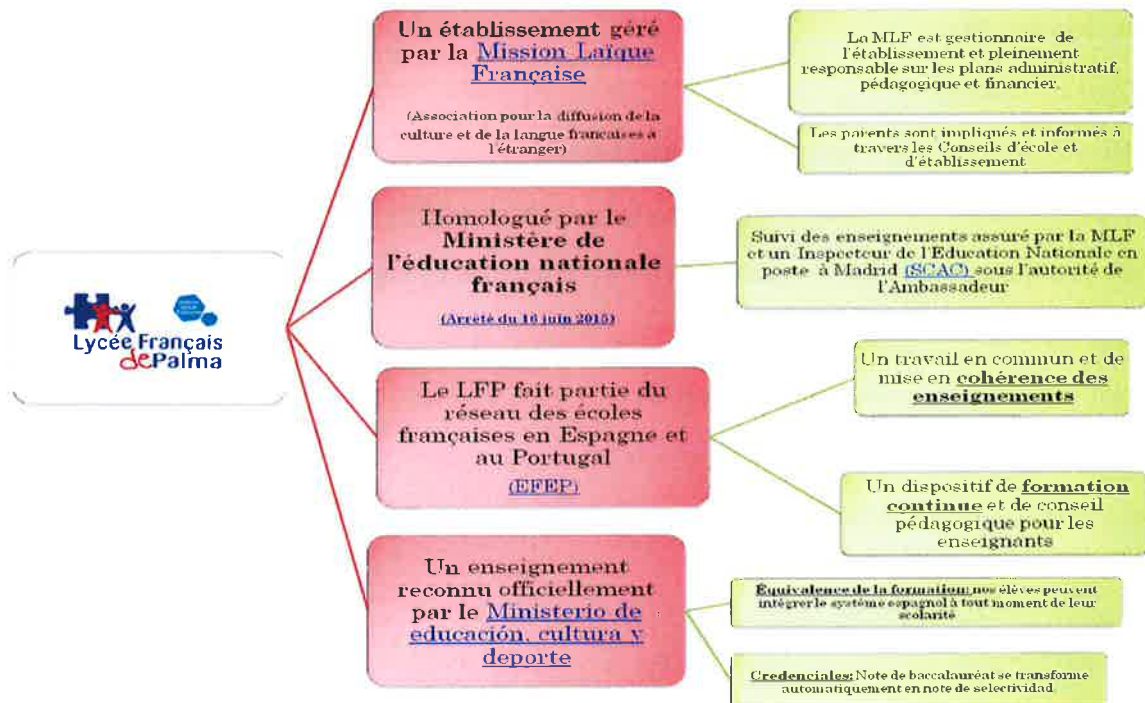 Lycée Français
de Palma
Un établissement géré
par la Mission Laïque
Française
(Association pour la diffusion de la
culture et de la langue françaises a
l'étranger)
La MLF est gestionnaire de
l'établissement et pleinement
responsable sur les plans administratif,
pédagogique et financier.
Les parents sont impliqués et informés à
travers les Conseils d'école et
d'établissement
Homologué par le
Ministère de
l'éducation nationale
français
(Arrêté du 16 juin 2015)
Suivi des enseignements assuré par la MLF
et un Inspecteur de l'Education Nationale en
poste à Madrid (SCAC) sous l'autorité de
l'Ambassadeur
Le LFP fait partie du
réseau des écoles
françaises en Espagne et
au Portugal
(EFEP)
Un travail en commun et de
mise en cohérence des
enseignements
Un dispositif de formation
continue et de conseil
pédagogique pour les
enseignants
Un enseignement
reconnu officiellement
par le Ministerio de
educación, cultura y
deporte
Équivalence de la formation: nos élèves peuvent
intégrer le système espagnol à tout moment de leur
scolarité
Credenciales: Note de baccalauréat se transforme
automatiquement en note de selectividad